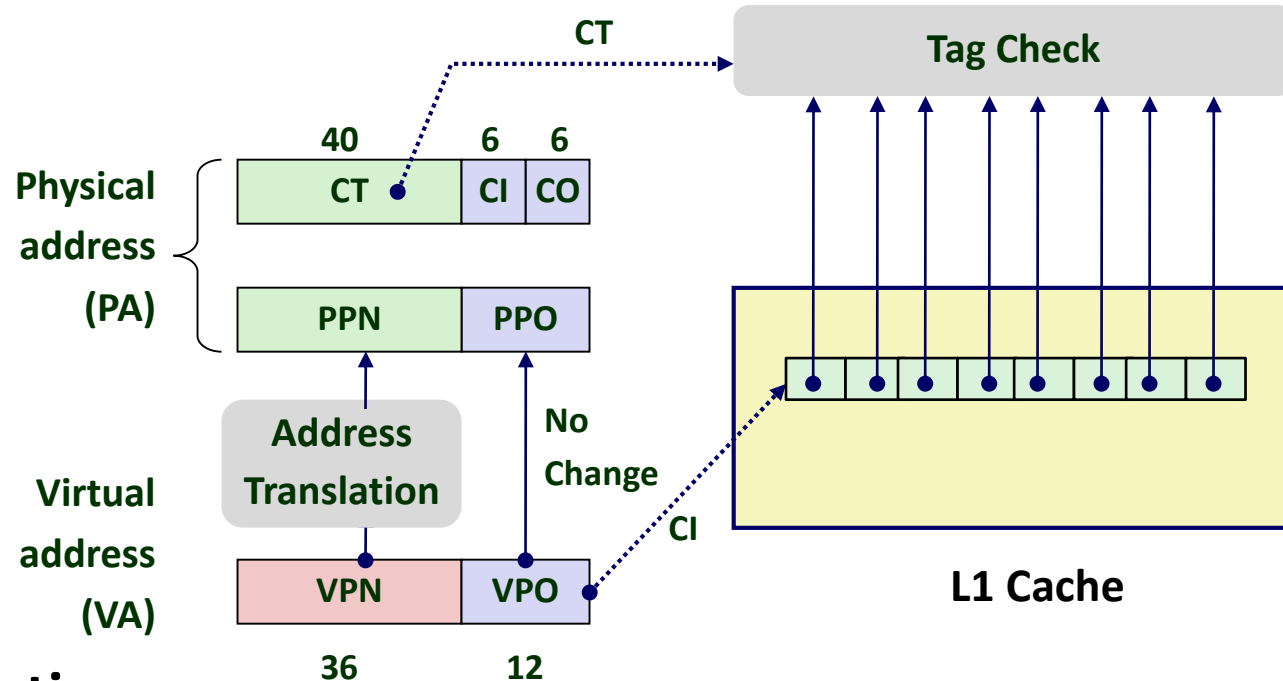 CT
Tag Check
40 6 6
CT CI CO
Physical
address
(PA)
PPN PPO
Address
Translation
No
Change
CI
Virtual
address
(VA)
VPN VPO
L1 Cache
36 12